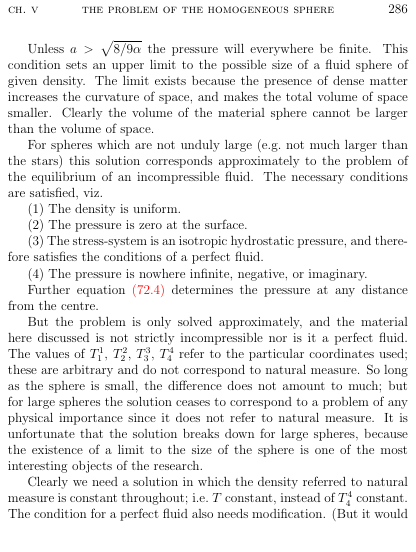 CH. V THE PROBLEM OF THE HOMOGENEOUS SPHERE 286
Unless a > √8/9α the pressure will everywhere be finite. This
condition sets an upper limit to the possible size of a fluid sphere of
given density. The limit exists because the presence of dense matter
increases the curvature of space, and makes the total volume of space
smaller. Clearly the volume of the material sphere cannot be larger
than the volume of space.
For spheres which are not unduly large (e.g. not much larger than
the stars) this solution corresponds approximately to the problem of
the equilibrium of an incompressible fluid. The necessary conditions
are satisfied, viz.
(1) The density is uniform.
(2) The pressure is zero at the surface.
(3) The stress-system is an isotropic hydrostatic pressure, and there-
fore satisfies the conditions of a perfect fluid.
(4) The pressure is nowhere infinite, negative, or imaginary.
Further equation (72.4) determines the pressure at any distance
from the centre.
But the problem is only solved approximately, and the material
here discussed is not strictly incompressible nor is it a perfect fluid.
The values of T₁¹, T₂², T₃³, T₄⁴ refer to the particular coordinates used;
these are arbitrary and do not correspond to natural measure. So long
as the sphere is small, the difference does not amount to much; but
for large spheres the solution ceases to correspond to a problem of any
physical importance since it does not refer to natural measure. It is
unfortunate that the solution breaks down for large spheres, because
the existence of a limit to the size of the sphere is one of the most
interesting objects of the research.
Clearly we need a solution in which the density referred to natural
measure is constant throughout; i.e. T constant, instead of T₄⁴ constant.
The condition for a perfect fluid also needs modification. (But it would